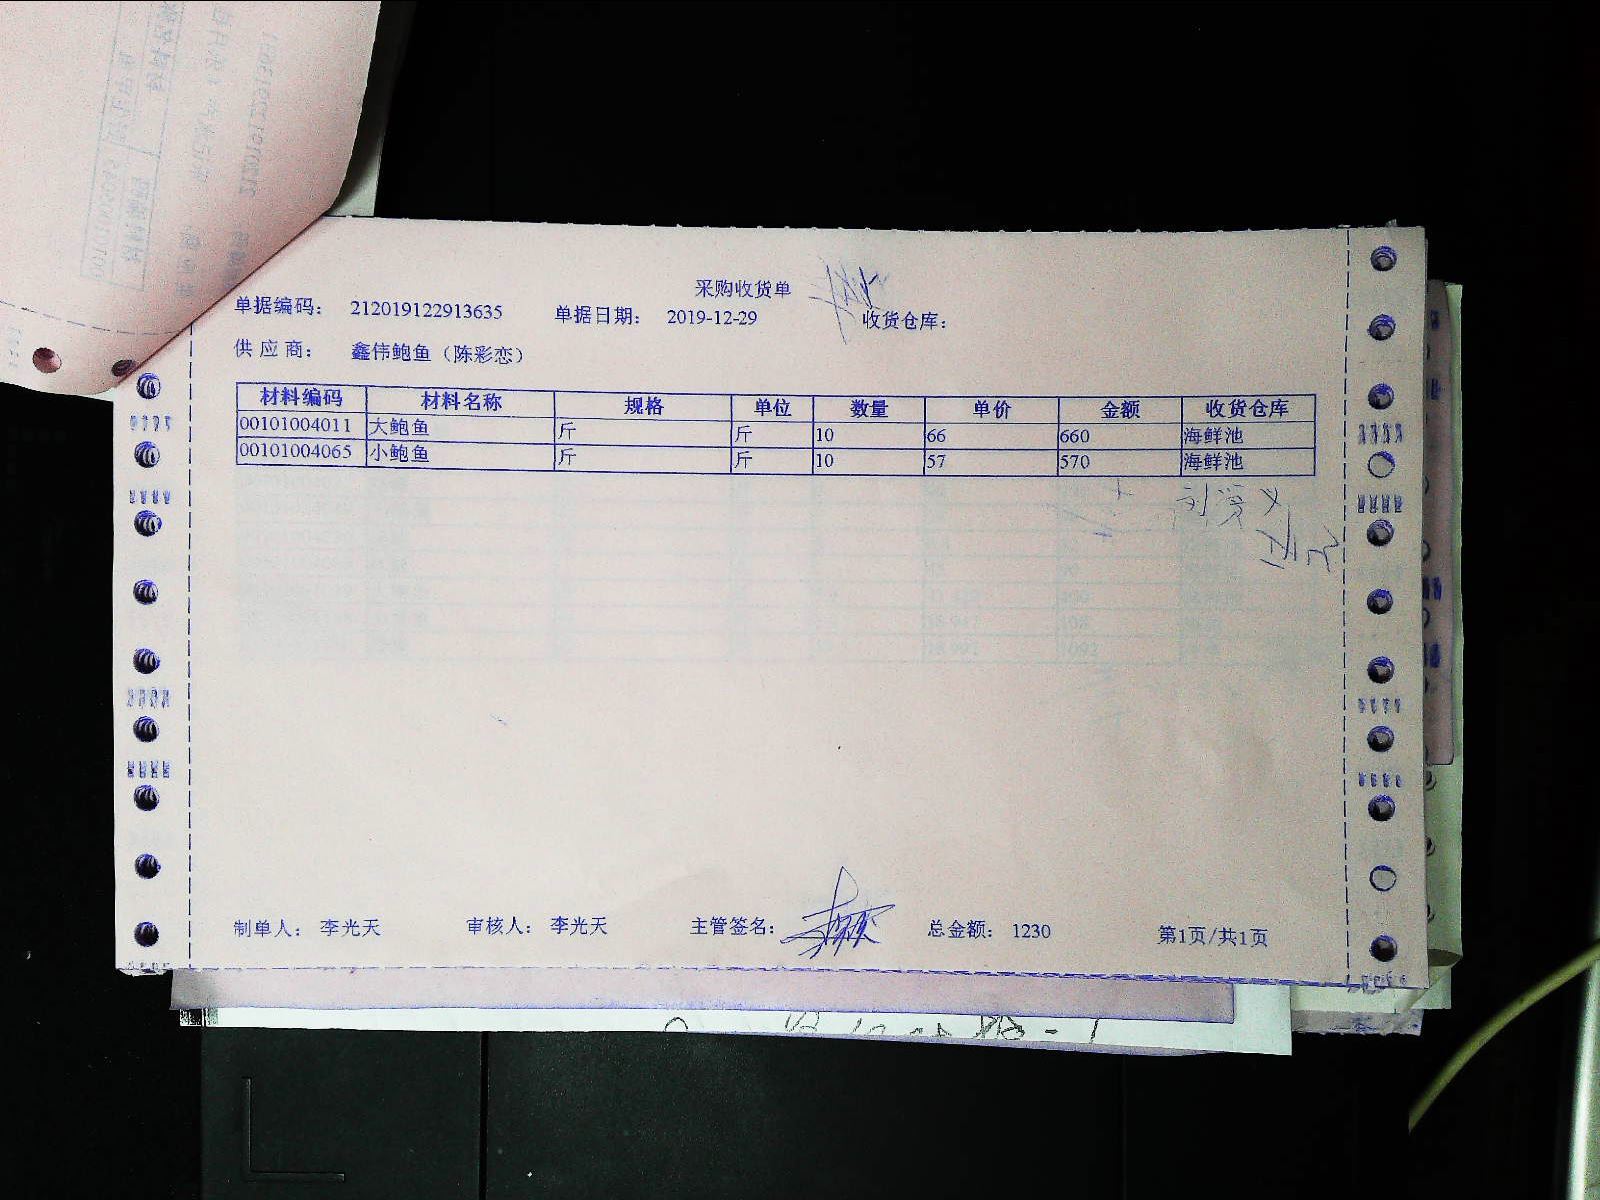 采购收货单
单据编码： 212019122913635 单据日期： 2019-12-29 收货仓库：
供应商： 鑫伟鲍鱼（陈彩恋）
材料编码 材料名称 规格 单位 数量 单价 金额 收货仓库
00101004011 大鲍鱼 斤 斤 10 66 660 海鲜池
00101004065 小鲍鱼 斤 斤 10 57 570 海鲜池
制单人： 李光天 审核人： 李光天 主管签名： 总金额： 1230 第1页/共1页